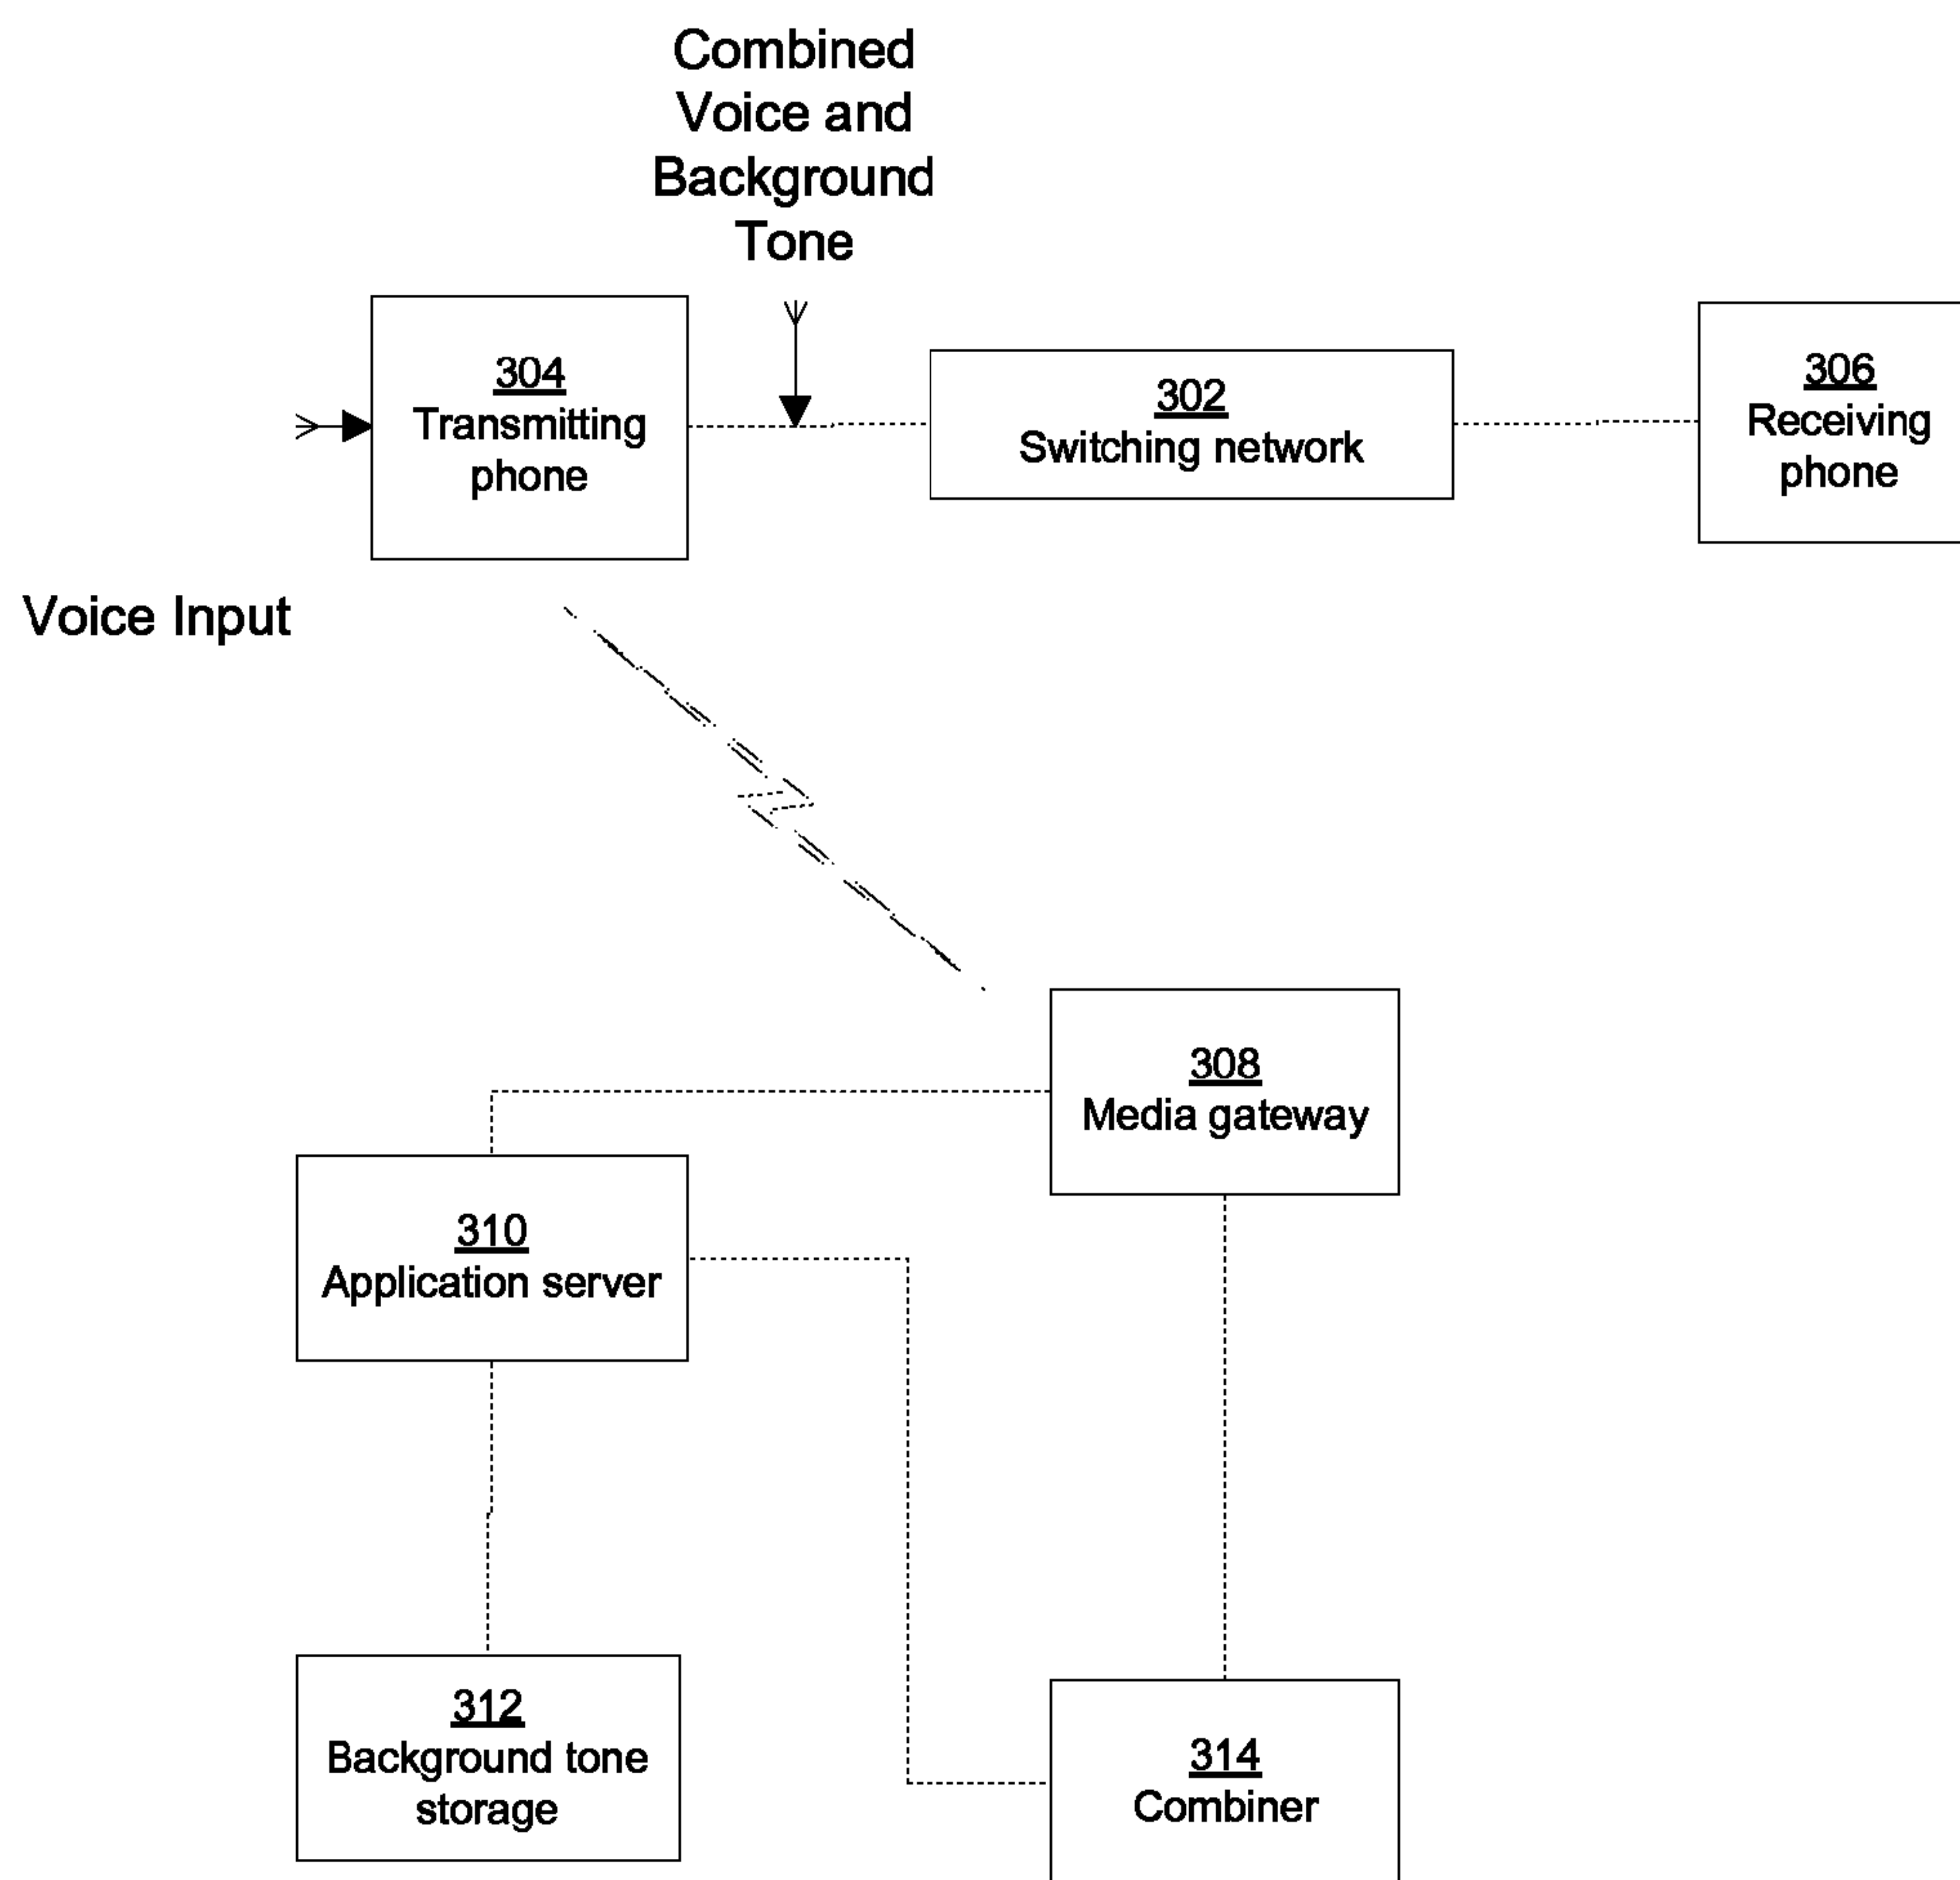 Combined
Voice and
Background
Tone
304
Transmitting
phone
302
Switching network
306
Receiving
phone
Voice Input
308
Media gateway
310
Application server
312
Background tone
storage
314
Combiner